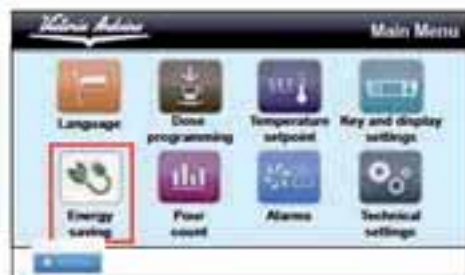 Victoria Arduino
Main Menu
Language
Dose
programming
Temperature
setpoint
Key and display
settings
Energy
saving
Pour
count
Alarms
Technical
settings